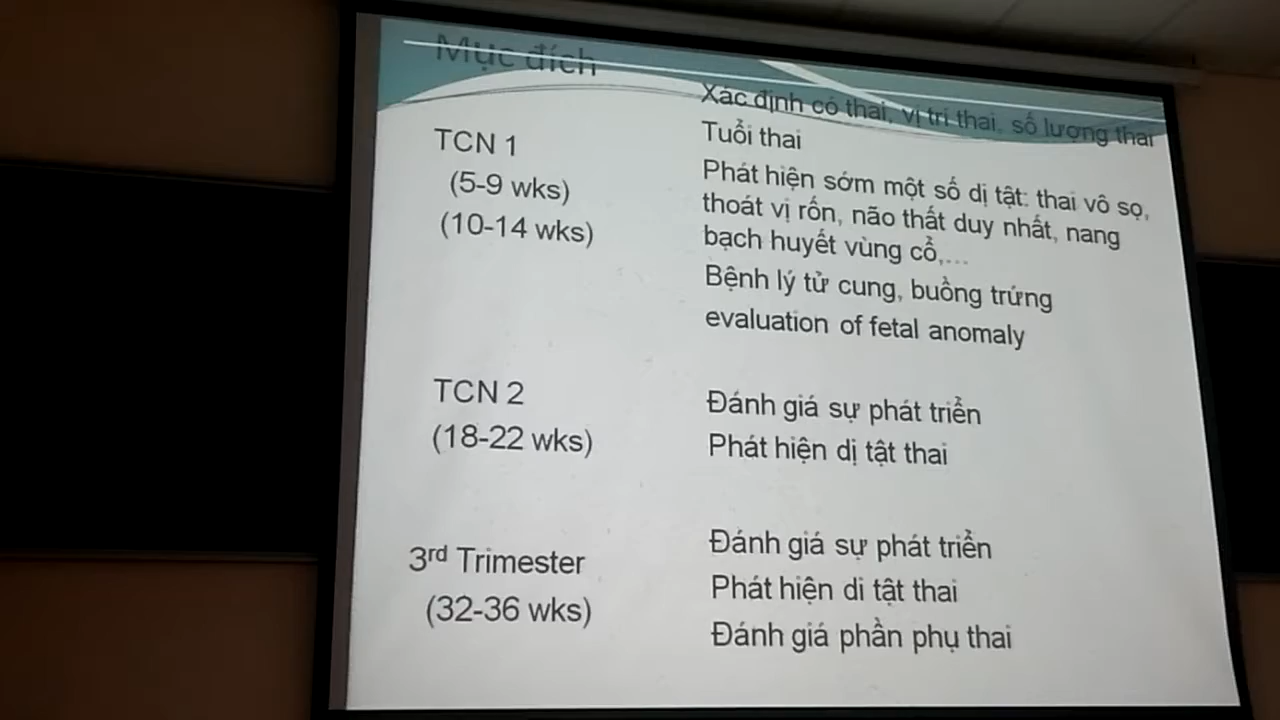 Mục đích
Xác định có thai, vị trí thai, số lượng thai
TCN 1
Tuổi thai
(5-9 wks)
Phát hiện sớm một số dị tật: thai vô sọ,
(10-14 wks)
thoát vị rốn, não thất duy nhất, nang
bạch huyết vùng cổ,...
Bệnh lý tử cung, buồng trứng
evaluation of fetal anomaly
TCN 2
Đánh giá sự phát triển
(18-22 wks)
Phát hiện dị tật thai
3rd Trimester
Đánh giá sự phát triển
(32-36 wks)
Phát hiện di tật thai
Đánh giá phần phụ thai